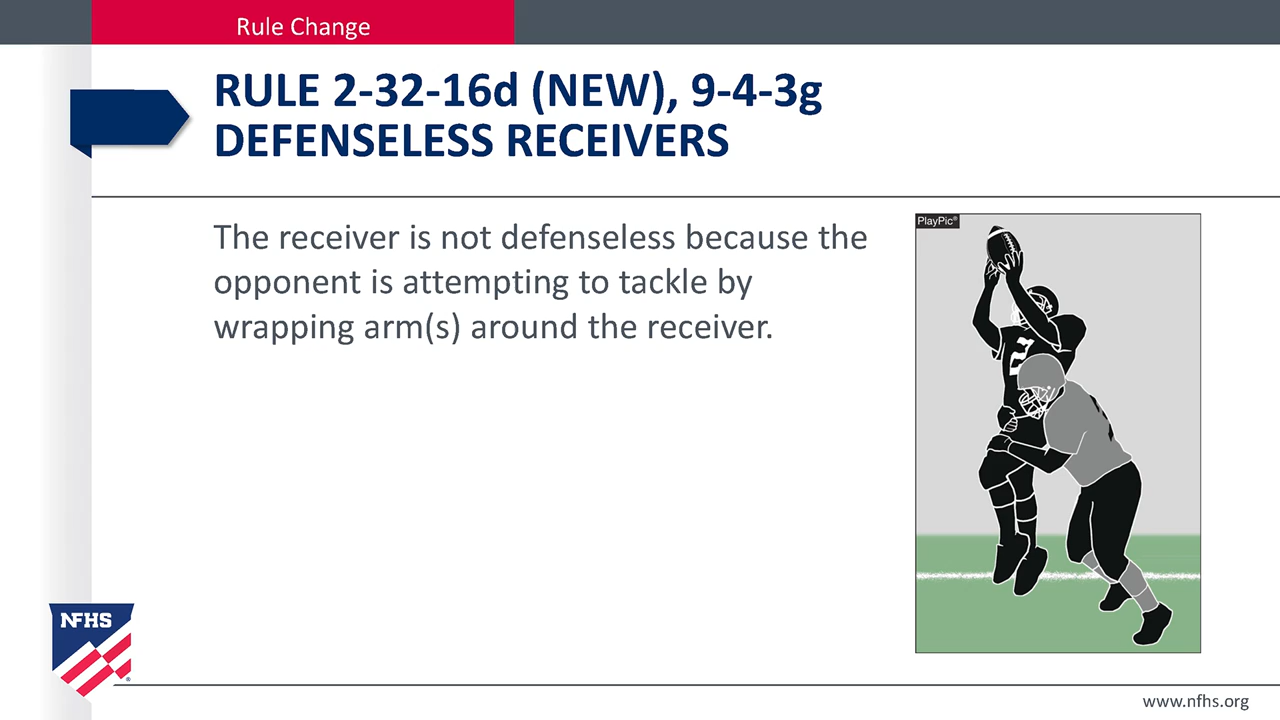 Rule Change
RULE 2-32-16d (NEW), 9-4-3g
DEFENSELESS RECEIVERS
The receiver is not defenseless because the
opponent is attempting to tackle by
wrapping arm(s) around the receiver.
PlayPic®
2
NFHS
®
www.nfhs.org